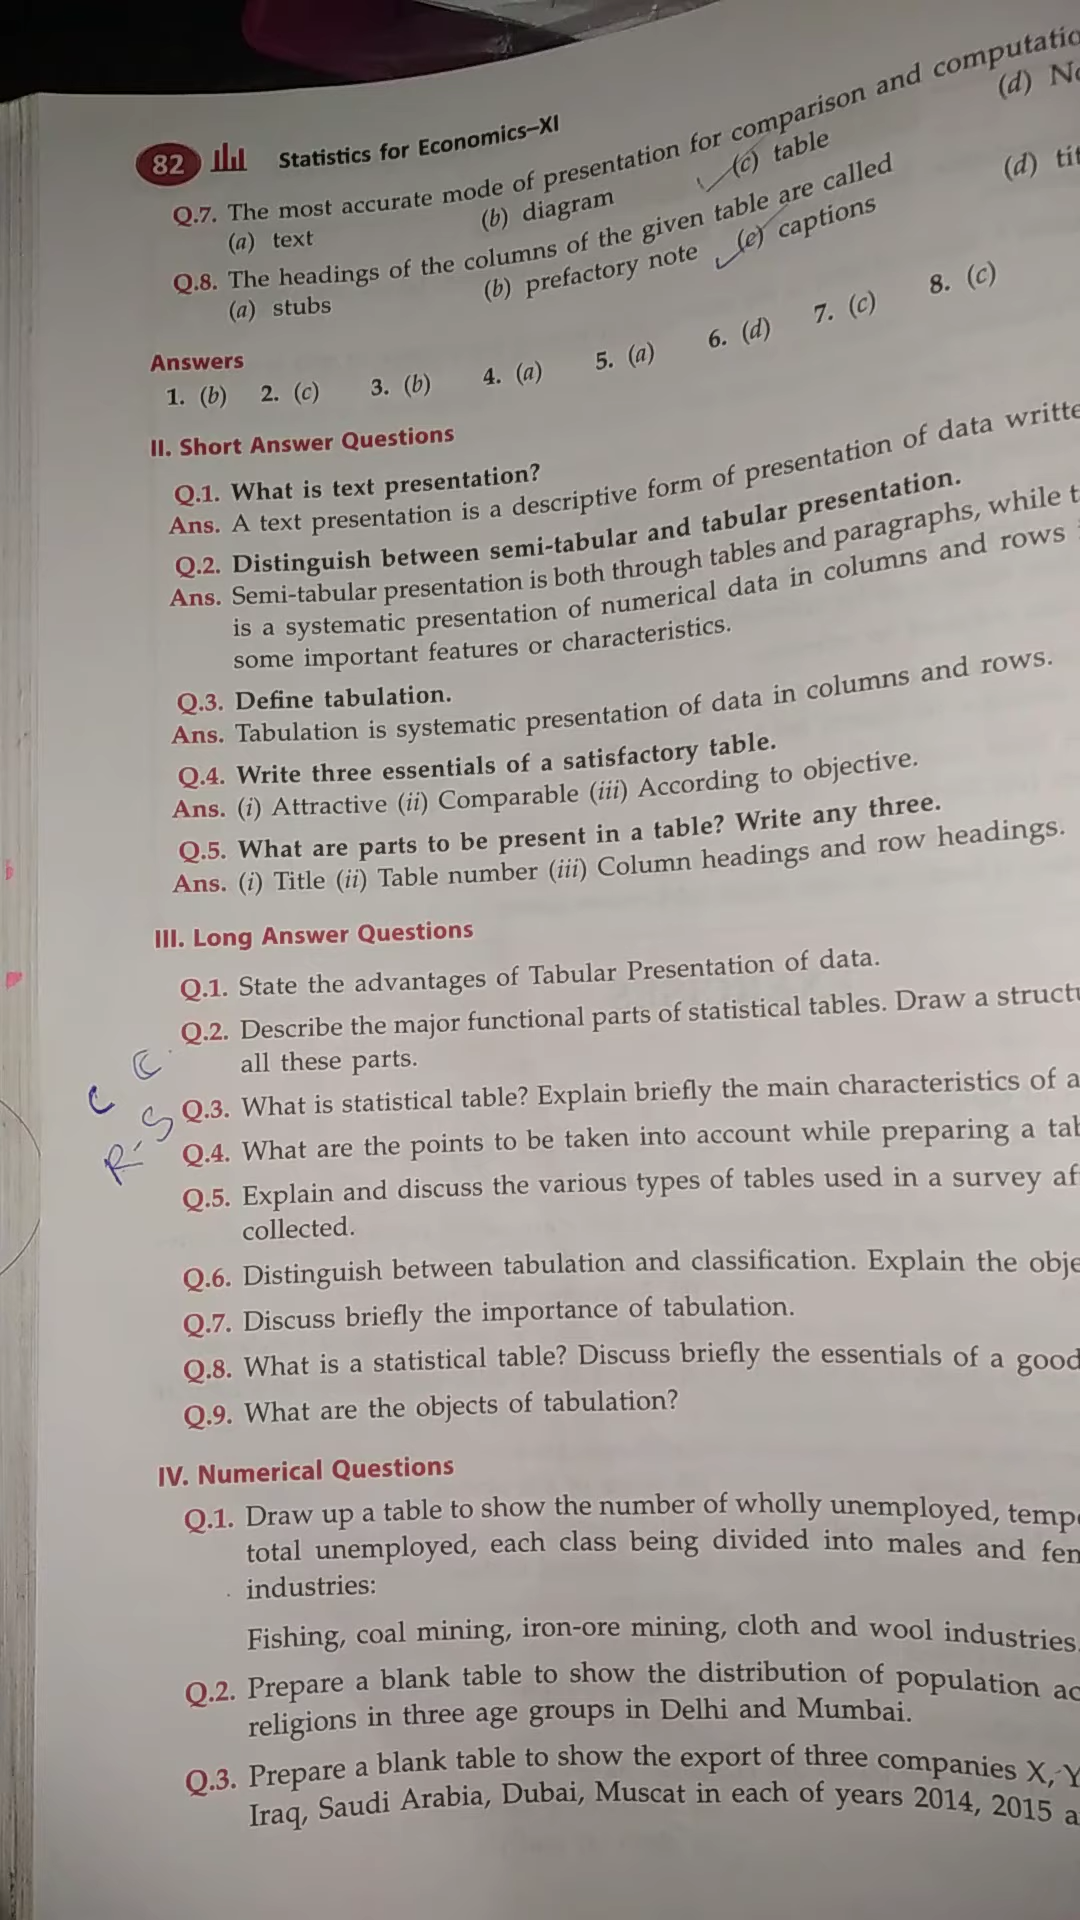 82 Statistics for Economics–XI
Q.7. The most accurate mode of presentation for comparison and
(a) text (b) diagram (c) table (d)
Q.8. The headings of the columns of the given table are called
(a) stubs (b) prefactory note (c) captions (d)
Answers
1. (b) 2. (c) 3. (b) 4. (a) 5. (a) 6. (d) 7. (c) 8. (c)
II. Short Answer Questions
Q.1. What is text presentation?
Ans. A text presentation is a descriptive form of presentation of data
Q.2. Distinguish between semi-tabular and tabular presentation.
Ans. Semi-tabular presentation is both through tables and paragraphs, while
is a systematic presentation of numerical data in columns and rows
some important features or characteristics.
Q.3. Define tabulation.
Ans. Tabulation is systematic presentation of data in columns and rows.
Q.4. Write three essentials of a satisfactory table.
Ans. (i) Attractive (ii) Comparable (iii) According to objective.
Q.5. What are parts to be present in a table? Write any three.
Ans. (i) Title (ii) Table number (iii) Column headings and row headings.
III. Long Answer Questions
Q.1. State the advantages of Tabular Presentation of data.
Q.2. Describe the major functional parts of statistical tables. Draw a
all these parts.
C C
Q.3. What is statistical table? Explain briefly the main characteristics of a
R-S
Q.4. What are the points to be taken into account while preparing a
Q.5. Explain and discuss the various types of tables used in a survey
collected.
Q.6. Distinguish between tabulation and classification. Explain the
Q.7. Discuss briefly the importance of tabulation.
Q.8. What is a statistical table? Discuss briefly the essentials of a good
Q.9. What are the objects of tabulation?
IV. Numerical Questions
Q.1. Draw up a table to show the number of wholly unemployed,
total unemployed, each class being divided into males and
industries:
Fishing, coal mining, iron-ore mining, cloth and wool industries.
Q.2. Prepare a blank table to show the distribution of population
religions in three age groups in Delhi and Mumbai.
Q.3. Prepare a blank table to show the export of three companies X, Y
Iraq, Saudi Arabia, Dubai, Muscat in each of years 2014, 2015